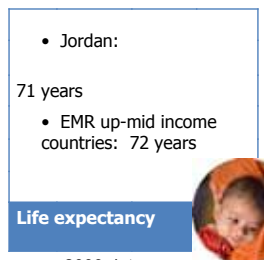 • Jordan:
71 years
• EMR up-mid income
countries: 72 years
Life expectancy